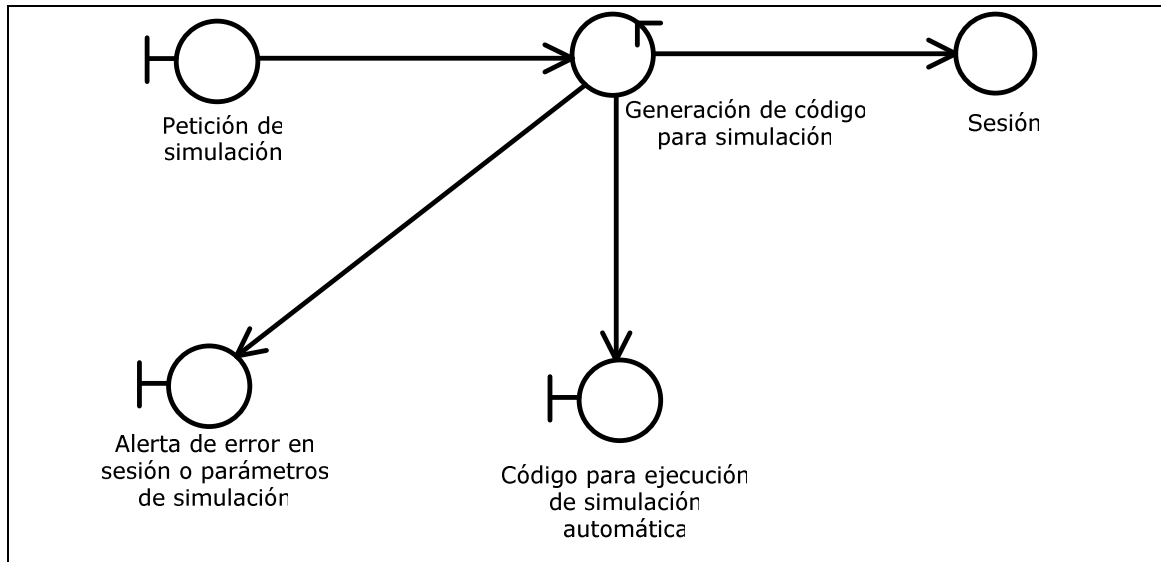 Petición de
simulación
Generación de código
para simulación
Sesión
Alerta de error en
sesión o parámetros
de simulación
Código para ejecución
de simulación
automática